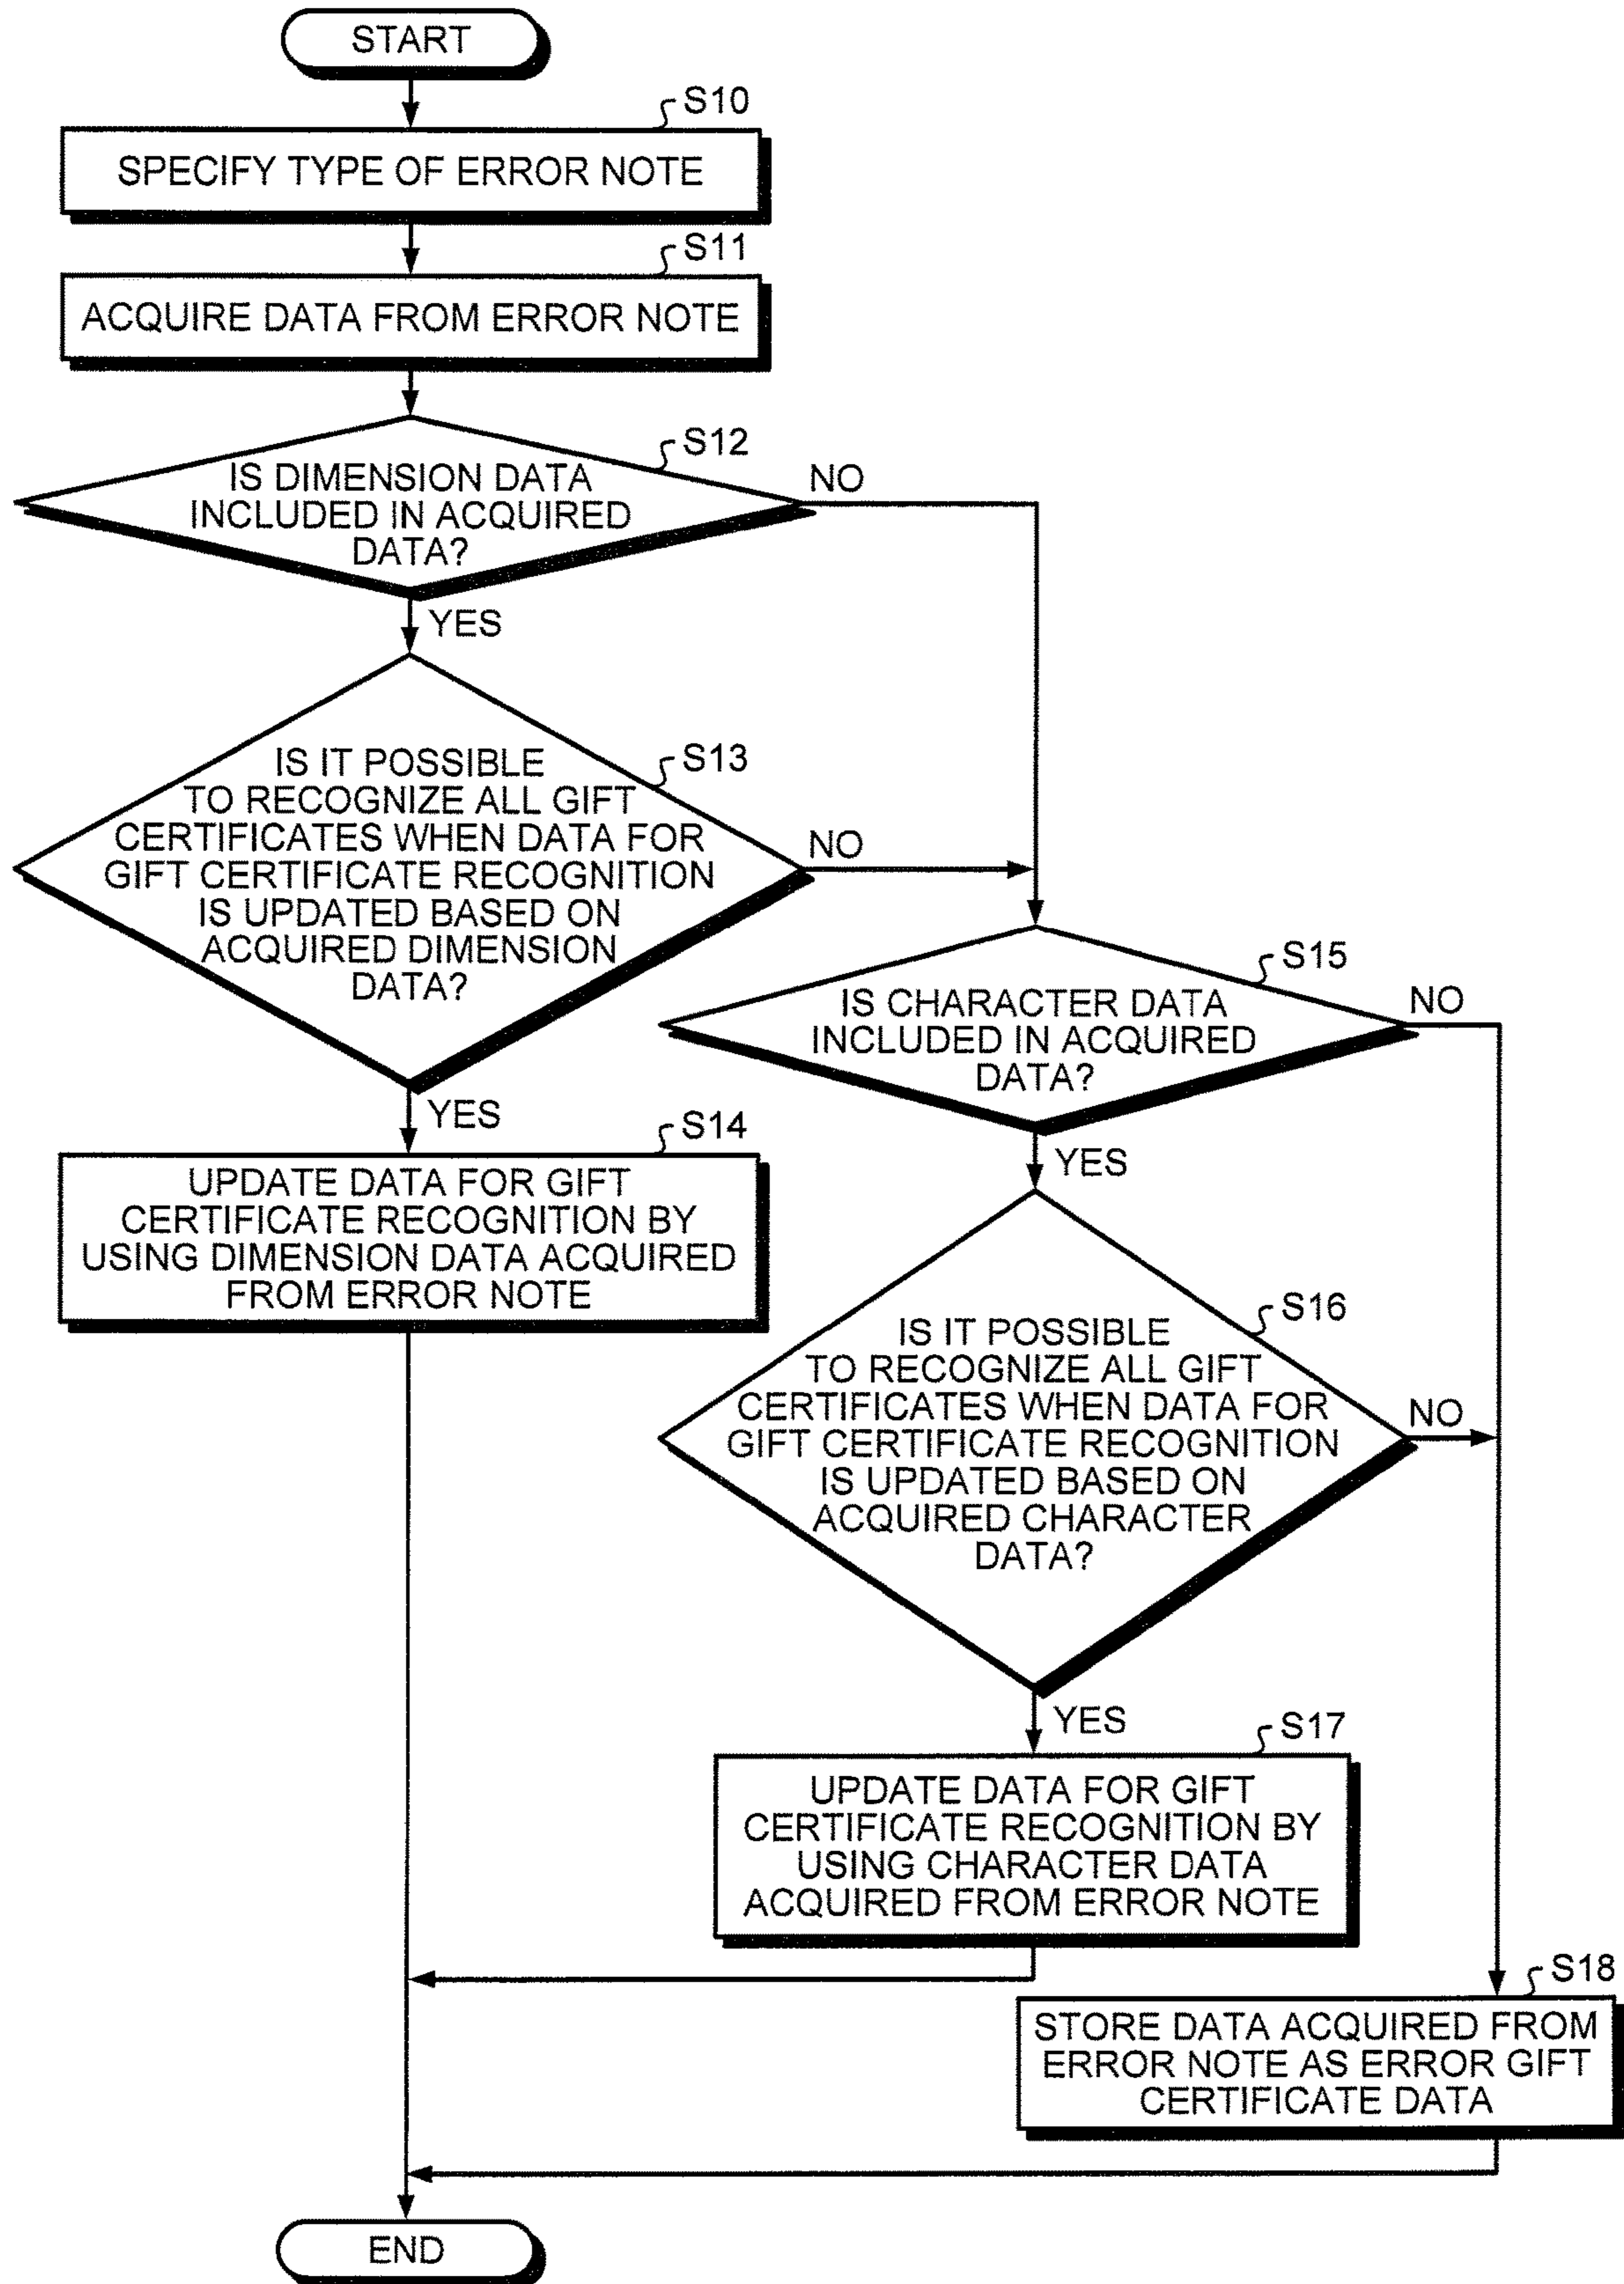 START
S10
SPECIFY TYPE OF ERROR NOTE
S11
ACQUIRE DATA FROM ERROR NOTE
S12
IS DIMENSION DATA
INCLUDED IN ACQUIRED
DATA?
NO
YES
S13
IS IT POSSIBLE
TO RECOGNIZE ALL GIFT
CERTIFICATES WHEN DATA FOR
GIFT CERTIFICATE RECOGNITION
IS UPDATED BASED ON
ACQUIRED DIMENSION
DATA?
NO
YES
S14
UPDATE DATA FOR GIFT
CERTIFICATE RECOGNITION BY
USING DIMENSION DATA ACQUIRED
FROM ERROR NOTE
S15
IS CHARACTER DATA
INCLUDED IN ACQUIRED
DATA?
NO
YES
S16
IS IT POSSIBLE
TO RECOGNIZE ALL GIFT
CERTIFICATES WHEN DATA FOR
GIFT CERTIFICATE RECOGNITION
IS UPDATED BASED ON
ACQUIRED CHARACTER
DATA?
NO
YES
S17
UPDATE DATA FOR GIFT
CERTIFICATE RECOGNITION BY
USING CHARACTER DATA
ACQUIRED FROM ERROR NOTE
S18
STORE DATA ACQUIRED FROM
ERROR NOTE AS ERROR GIFT
CERTIFICATE DATA
END